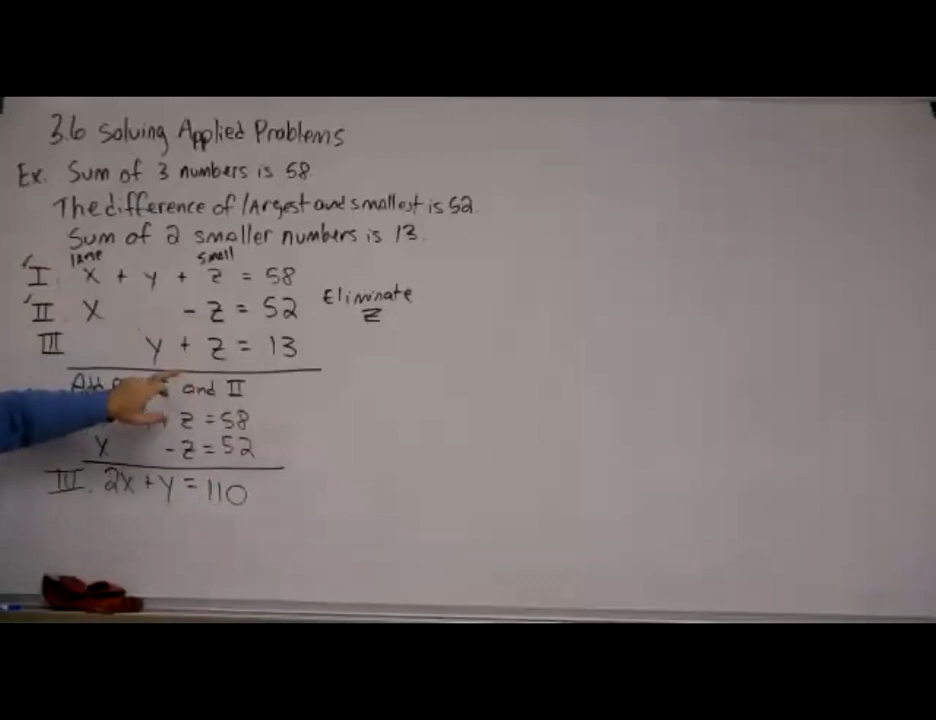 3.6 Solving Applied Problems
Ex. Sum of 3 numbers is 58.
The difference of largest and smallest is 52.
Sum of 2 smaller numbers is 13.
small
I. x + y + z = 58
II x - z = 52 Eliminate z
III y + z = 13
and II
z = 58
x - z = 52
2x + y = 110